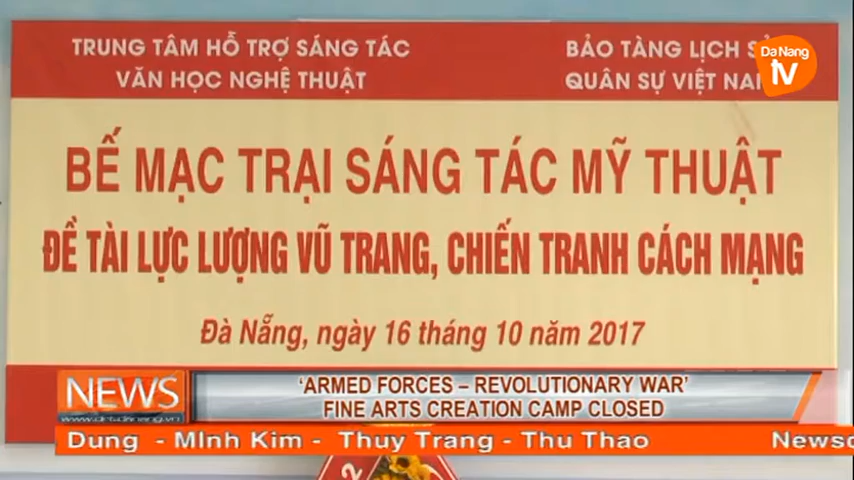 TRUNG TÂM HỖ TRỢ SÁNG TÁC
VĂN HỌC NGHỆ THUẬT
BẢO TÀNG LỊCH
QUÂN SỰ VIỆT
Da Nang
tv
BẾ MẠC TRẠI SÁNG TÁC MỸ THUẬT
ĐỀ TÀI LỰC LƯỢNG VŨ TRANG, CHIẾN TRANH CÁCH MẠNG
Đà Nẵng, ngày 16 tháng 10 năm 2017
NEWS
‘ARMED FORCES – REVOLUTIONARY WAR’
FINE ARTS CREATION CAMP CLOSED
Dung - MInh Kim - Thuy Trang - Thu Thao
2